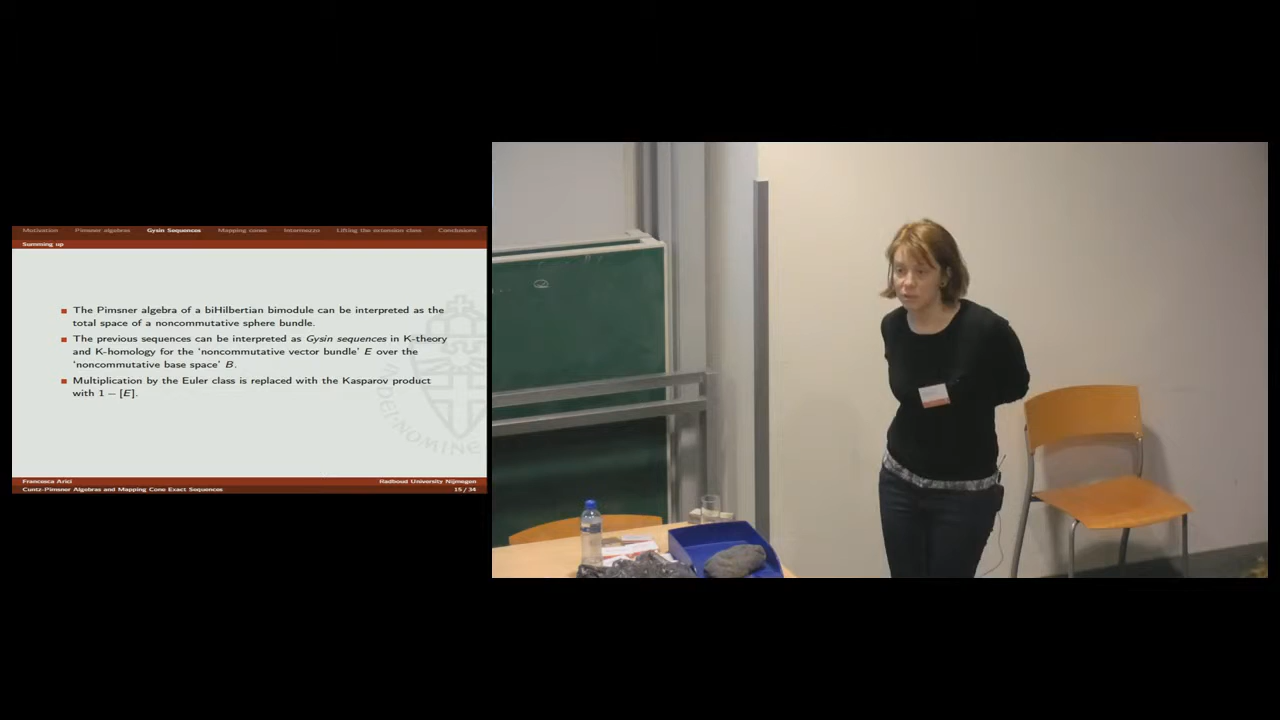 Motivation Pimsner algebras Gysin Sequences Mapping cones Intermezzo Lifting the extension class Conclusions
Summing up
The Pimsner algebra of a biHilbertian bimodule can be interpreted as the
total space of a noncommutative sphere bundle.
The previous sequences can be interpreted as Gysin sequences in K-theory
and K-homology for the ‘noncommutative vector bundle’ E over the
‘noncommutative base space’ B.
Multiplication by the Euler class is replaced with the Kasparov product
with 1 − [E].
DEI·NOMINE
Francesca Arici Radboud University Nijmegen
Cuntz-Pimsner Algebras and Mapping Cone Exact Sequences 15 / 34